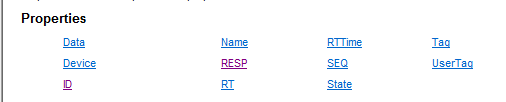 Properties
Data Name RTTime Tag
Device RESP SEQ UserTag
ID RT State